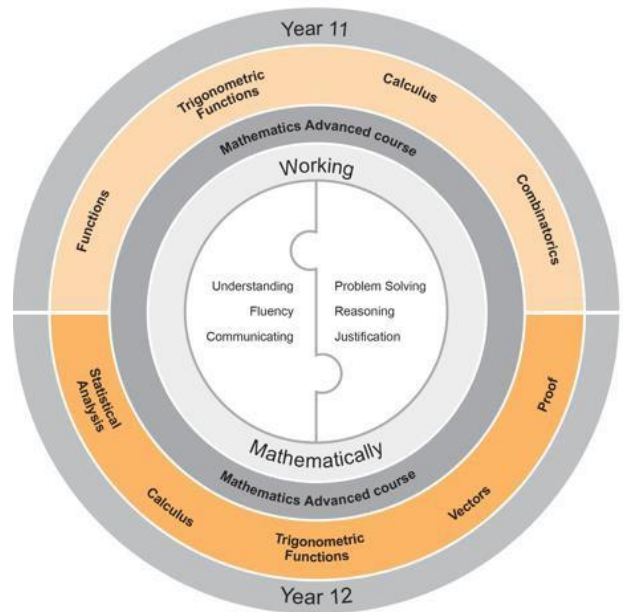 Year 11
Functions
Trigonometric
Functions
Calculus
Combinatorics
Mathematics Advanced course
Working
Understanding
Fluency
Communicating
Problem Solving
Reasoning
Justification
Mathematically
Mathematics Advanced course
Statistical
Analysis
Calculus
Trigonometric
Functions
Vectors
Proof
Year 12